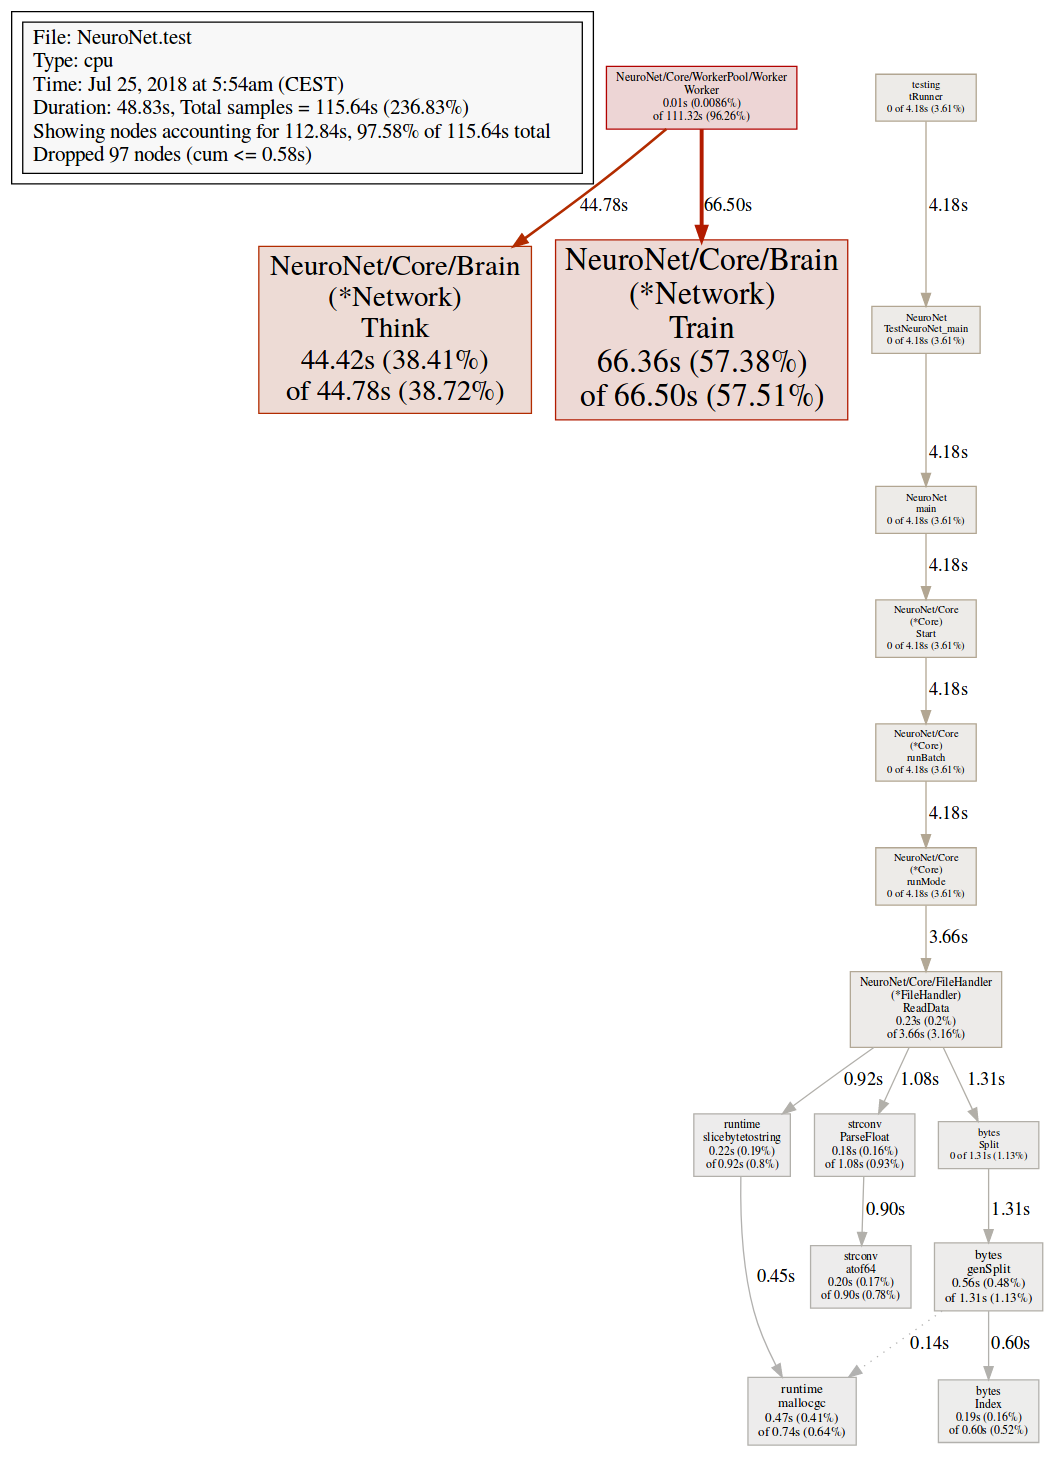 File: NeuroNet.test
Type: cpu
Time: Jul 25, 2018 at 5:54am (CEST)
Duration: 48.83s, Total samples = 115.64s (236.83%)
Showing nodes accounting for 112.84s, 97.58% of 115.64s total
Dropped 97 nodes (cum <= 0.58s)
NeuroNet/Core/WorkerPool/Worker
Worker
0.01s (0.0086%)
of 111.32s (96.26%)
testing
tRunner
0 of 4.18s (3.61%)
44.78s
66.50s
4.18s
NeuroNet/Core/Brain
(*Network)
Think
44.42s (38.41%)
of 44.78s (38.72%)
NeuroNet/Core/Brain
(*Network)
Train
66.36s (57.38%)
of 66.50s (57.51%)
NeuroNet
TestNeuroNet_main
0 of 4.18s (3.61%)
4.18s
NeuroNet
main
0 of 4.18s (3.61%)
4.18s
NeuroNet/Core
(*Core)
Start
0 of 4.18s (3.61%)
4.18s
NeuroNet/Core
(*Core)
runBatch
0 of 4.18s (3.61%)
4.18s
NeuroNet/Core
(*Core)
runMode
0 of 4.18s (3.61%)
3.66s
NeuroNet/Core/FileHandler
(*FileHandler)
ReadData
0.23s (0.2%)
of 3.66s (3.16%)
0.92s
1.08s
1.31s
runtime
slicebytetostring
0.22s (0.19%)
of 0.92s (0.8%)
strconv
ParseFloat
0.18s (0.16%)
of 1.08s (0.93%)
bytes
Split
0 of 1.31s (1.13%)
0.90s
1.31s
strconv
atof64
0.20s (0.17%)
of 0.90s (0.78%)
bytes
genSplit
0.56s (0.48%)
of 1.31s (1.13%)
0.45s
0.14s
0.60s
runtime
mallocgc
0.47s (0.41%)
of 0.74s (0.64%)
bytes
Index
0.19s (0.16%)
of 0.60s (0.52%)